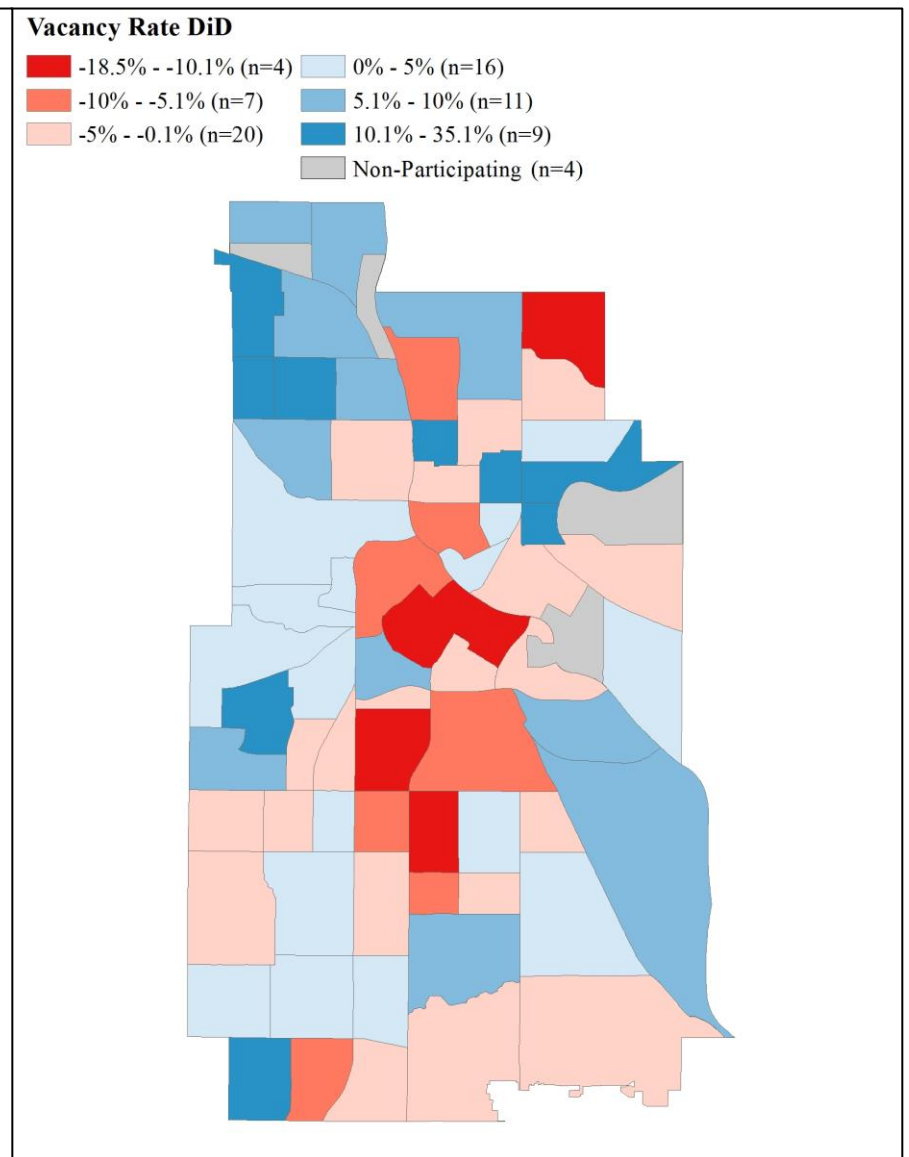 Vacancy Rate DiD
-18.5% - -10.1% (n=4)
-10% - -5.1% (n=7)
-5% - -0.1% (n=20)
0% - 5% (n=16)
5.1% - 10% (n=11)
10.1% - 35.1% (n=9)
Non-Participating (n=4)